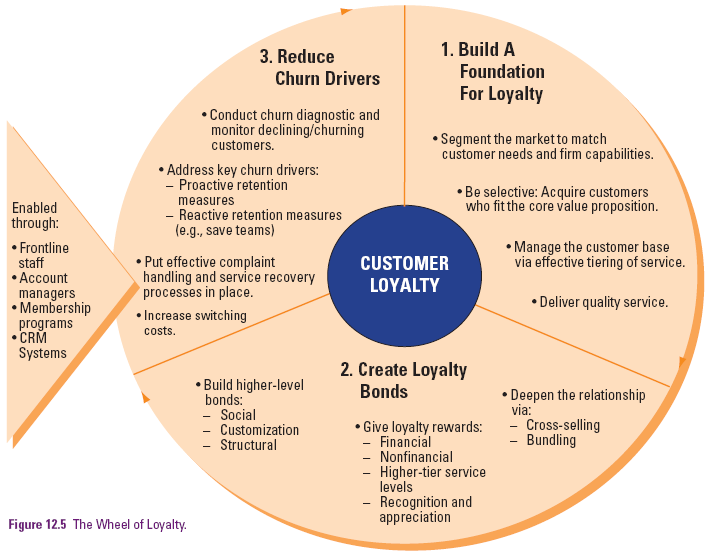 3. Reduce
Churn Drivers
• Conduct churn diagnostic and
monitor declining/churning
customers.
• Address key churn drivers:
– Proactive retention
measures
– Reactive retention measures
(e.g., save teams)
• Put effective complaint
handling and service recovery
processes in place.
• Increase switching
costs.
1. Build A
Foundation
For Loyalty
• Segment the market to match
customer needs and firm capabilities.
• Be selective: Acquire customers
who fit the core value proposition.
• Manage the customer base
via effective tiering of service.
• Deliver quality service.
Enabled
through:
• Frontline
staff
• Account
managers
• Membership
programs
• CRM
Systems
CUSTOMER
LOYALTY
2. Create Loyalty
Bonds
• Build higher-level
bonds:
– Social
– Customization
– Structural
• Give loyalty rewards:
– Financial
– Nonfinancial
– Higher-tier service
levels
– Recognition and
appreciation
• Deepen the relationship
via:
– Cross-selling
– Bundling
Figure 12.5 The Wheel of Loyalty.